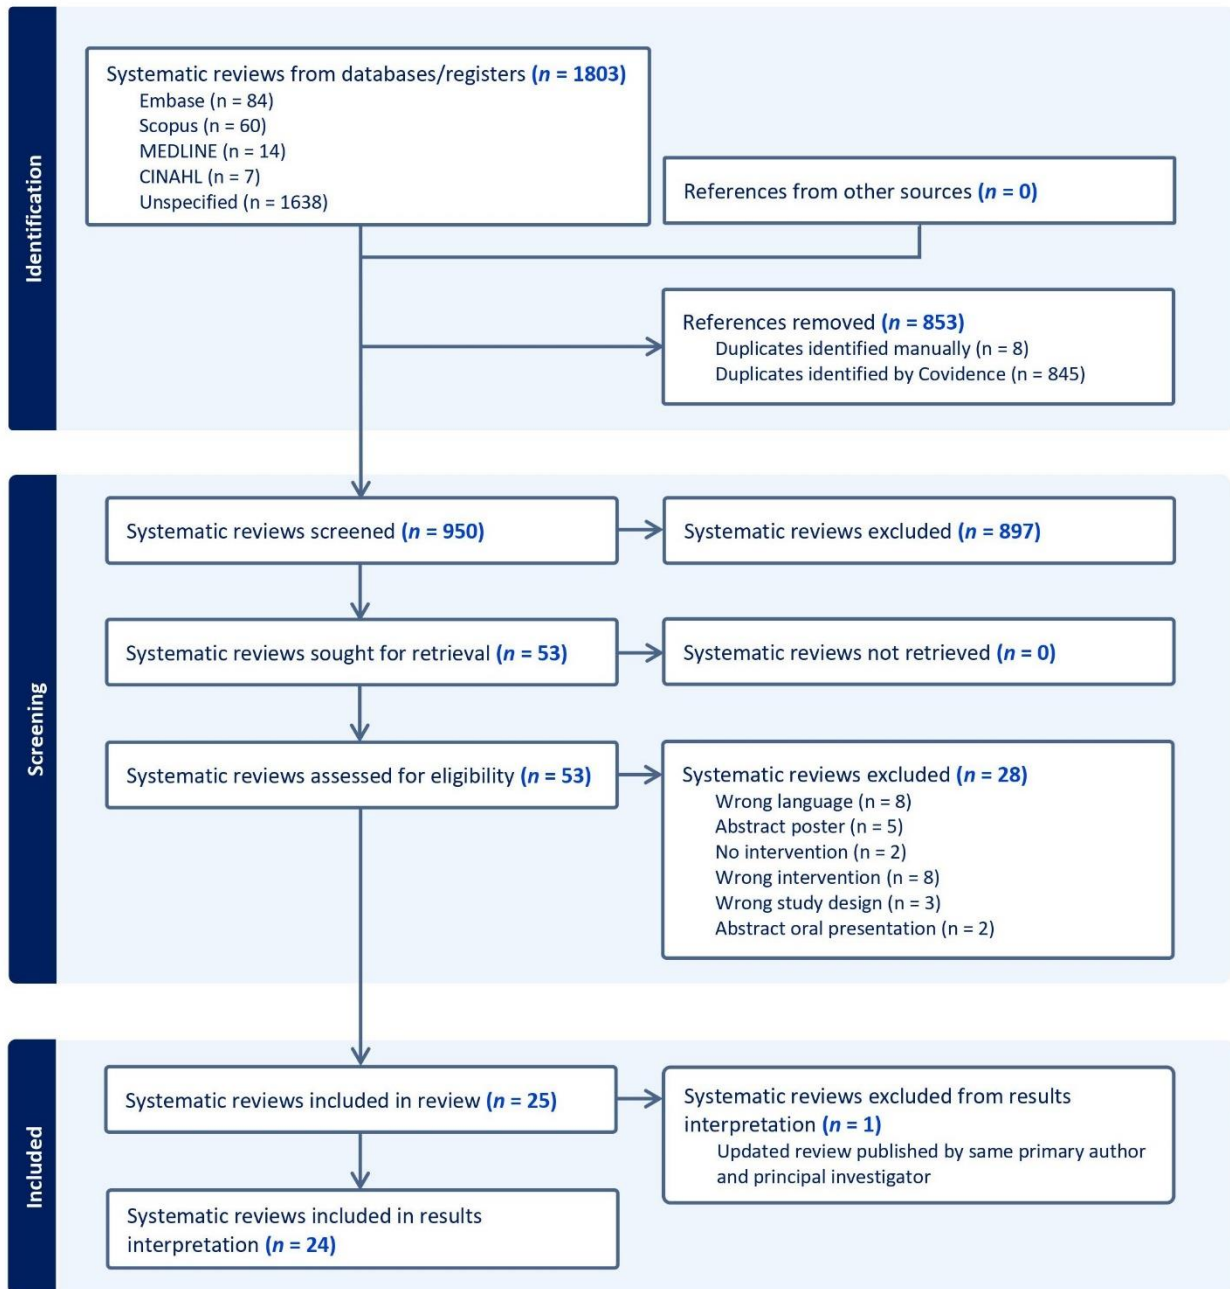 Identification
Systematic reviews from databases/registers (n = 1803)
Embase (n = 84)
Scopus (n = 60)
MEDLINE (n = 14)
CINAHL (n = 7)
Unspecified (n = 1638)
References from other sources (n = 0)
References removed (n = 853)
Duplicates identified manually (n = 8)
Duplicates identified by Covidence (n = 845)
Screening
Systematic reviews screened (n = 950)
Systematic reviews excluded (n = 897)
Systematic reviews sought for retrieval (n = 53)
Systematic reviews not retrieved (n = 0)
Systematic reviews assessed for eligibility (n = 53)
Systematic reviews excluded (n = 28)
Wrong language (n = 8)
Abstract poster (n = 5)
No intervention (n = 2)
Wrong intervention (n = 8)
Wrong study design (n = 3)
Abstract oral presentation (n = 2)
Included
Systematic reviews included in review (n = 25)
Systematic reviews excluded from results
interpretation (n = 1)
Updated review published by same primary author
and principal investigator
Systematic reviews included in results
interpretation (n = 24)